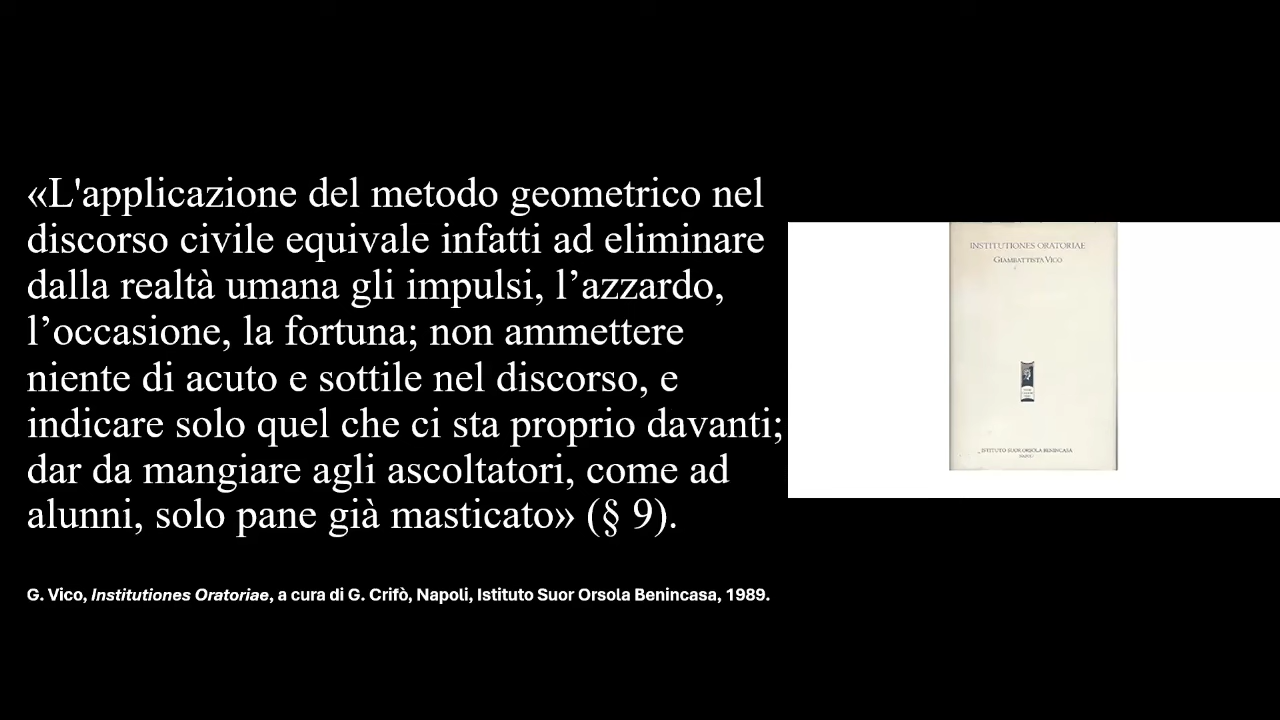 «L'applicazione del metodo geometrico nel
discorso civile equivale infatti ad eliminare
dalla realtà umana gli impulsi, l’azzardo,
l’occasione, la fortuna; non ammettere
niente di acuto e sottile nel discorso, e
indicare solo quel che ci sta proprio davanti;
dar da mangiare agli ascoltatori, come ad
alunni, solo pane già masticato» (§ 9).
G. Vico, Institutiones Oratoriae, a cura di G. Crifò, Napoli, Istituto Suor Orsola Benincasa, 1989.
INSTITUTIONES ORATORIAE
GIAMBATTISTA VICO
ISTITUTO SUOR ORSOLA BENINCASA
NAPOLI